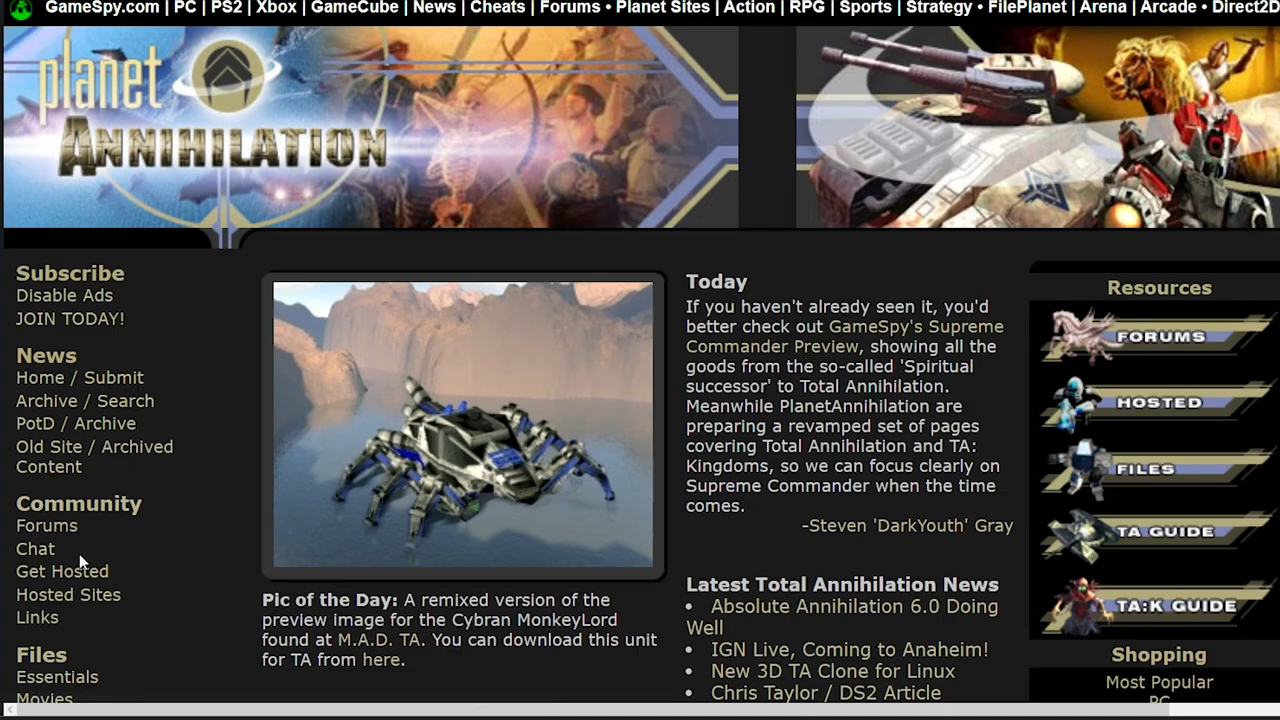 GameSpy.com | PC | PS2 | Xbox | GameCube | News | Cheats | Forums • Planet Sites | Action | RPG | Sports | Strategy • FilePlanet | Arena | Arcade • Direct2D
planet
ANNIHILATION
Subscribe
Disable Ads
JOIN TODAY!
News
Home / Submit
Archive / Search
PotD / Archive
Old Site / Archived
Content
Community
Forums
Chat
Get Hosted
Hosted Sites
Links
Files
Essentials
Movies
Pic of the Day: A remixed version of the
preview image for the Cybran MonkeyLord
found at M.A.D. TA. You can download this unit
for TA from here.
Today
If you haven't already seen it, you'd
better check out GameSpy's Supreme
Commander Preview, showing all the
goods from the so-called 'Spiritual
successor' to Total Annihilation.
Meanwhile PlanetAnnihilation are
preparing a revamped set of pages
covering Total Annihilation and TA:
Kingdoms, so we can focus clearly on
Supreme Commander when the time
comes.
-Steven 'DarkYouth' Gray
Latest Total Annihilation News
• Absolute Annihilation 6.0 Doing
Well
• IGN Live, Coming to Anaheim!
• New 3D TA Clone for Linux
• Chris Taylor / DS2 Article
Resources
FORUMS
HOSTED
FILES
TA GUIDE
TA:K GUIDE
Shopping
Most Popular
PC